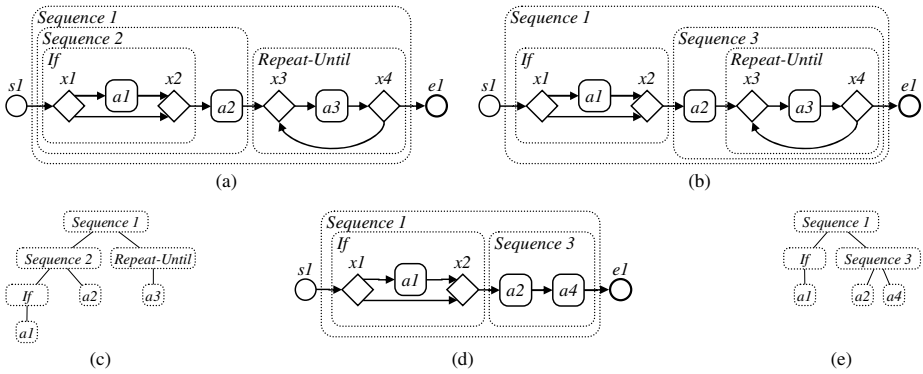 Sequence 1
Sequence 2
If
Repeat-Until
s1
x1
a1
x2
a2
x3
a3
x4
e1
(a)
Sequence 1
Sequence 3
If
Repeat-Until
s1
x1
a1
x2
a2
x3
a3
x4
e1
(b)
Sequence 1
Sequence 2
Repeat-Until
If
a2
a3
a1
(c)
Sequence 1
If
Sequence 3
s1
x1
a1
x2
a2
a4
e1
(d)
Sequence 1
If
Sequence 3
a1
a2
a4
(e)